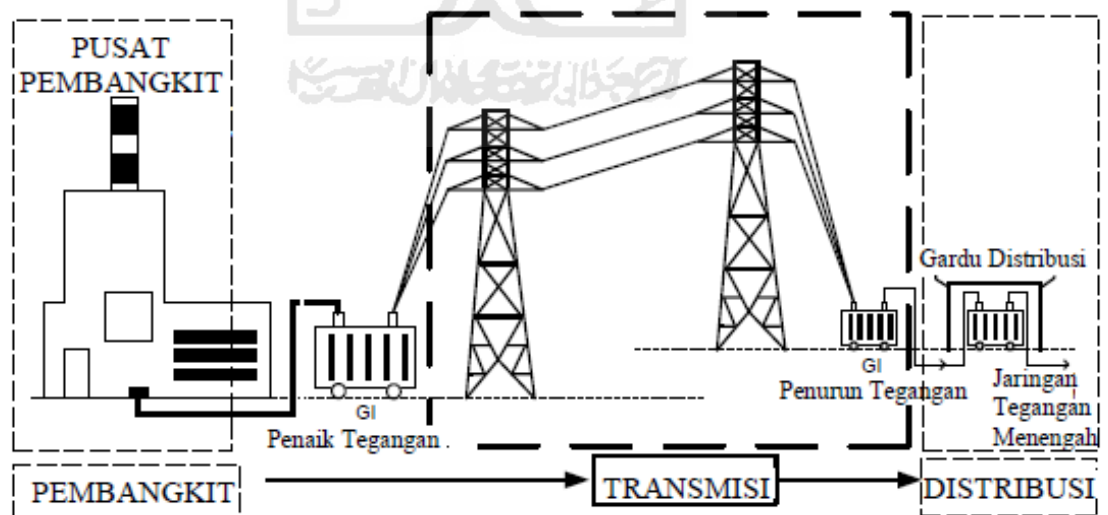 PUSAT
PEMBANGKIT
Gardu Distribusi
GI
Penaik Tegangan .
GI
Penurun Tegangan
Jaringan
Tegangan
Menengah
PEMBANGKIT
TRANSMISI
DISTRIBUSI